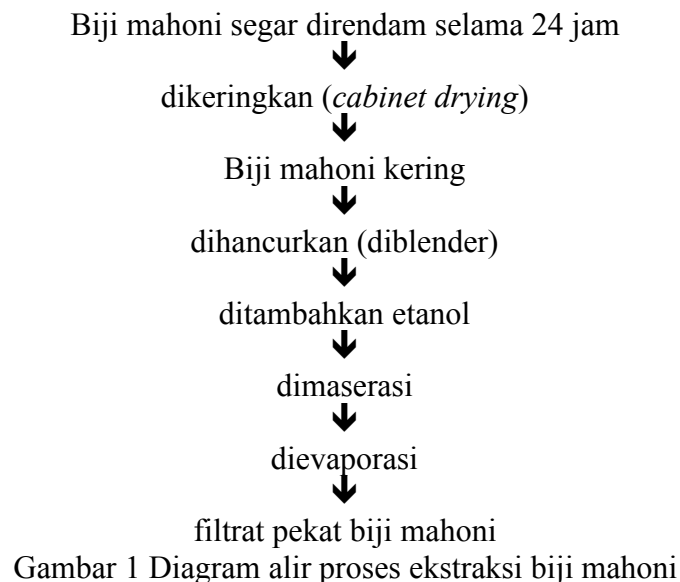 Biji mahoni segar direndam selama 24 jam
dikeringkan (cabinet drying)
Biji mahoni kering
dihancurkan (diblender)
ditambahkan etanol
dimaserasi
dievaporasi
filtrat pekat biji mahoni
Gambar 1 Diagram alir proses ekstraksi biji mahoni